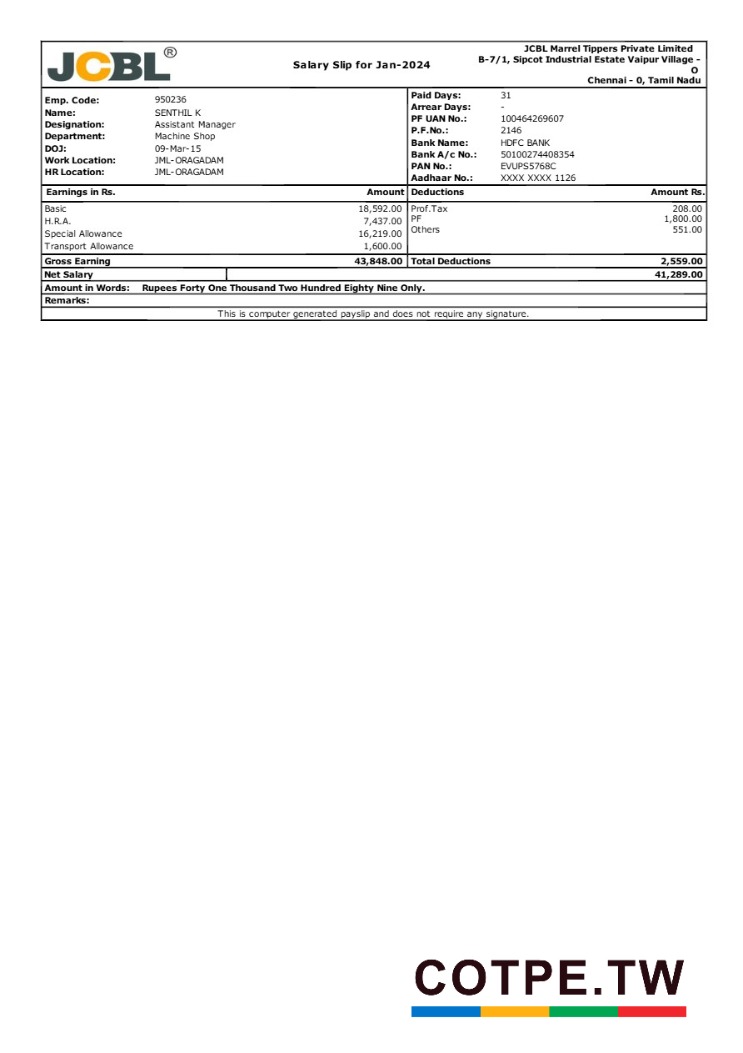 JCBL®
Salary Slip for Jan-2024
JCBL Marrel Tippers Private Limited
B-7/1, Sipcot Industrial Estate Vaipur Village -
O
Chennai - 0, Tamil Nadu
Emp. Code: 950236
Name: SENTHIL K
Designation: Assistant Manager
Department: Machine Shop
DOJ: 09-Mar-15
Work Location: JML-ORAGADAM
HR Location: JML-ORAGADAM
Paid Days: 31
Arrear Days: -
PF UAN No.: 100464269607
P.F.No.: 2146
Bank Name: HDFC BANK
Bank A/c No.: 50100274408354
PAN No.: EVUPS5768C
Aadhaar No.: XXXX XXXX 1126
Earnings in Rs. Amount Deductions Amount Rs.
Basic 18,592.00 Prof.Tax 208.00
H.R.A. 7,437.00 PF 1,800.00
Special Allowance 16,219.00 Others 551.00
Transport Allowance 1,600.00
Gross Earning 43,848.00 Total Deductions 2,559.00
Net Salary 41,289.00
Amount in Words: Rupees Forty One Thousand Two Hundred Eighty Nine Only.
Remarks:
This is computer generated payslip and does not require any signature.
COTPE.TW